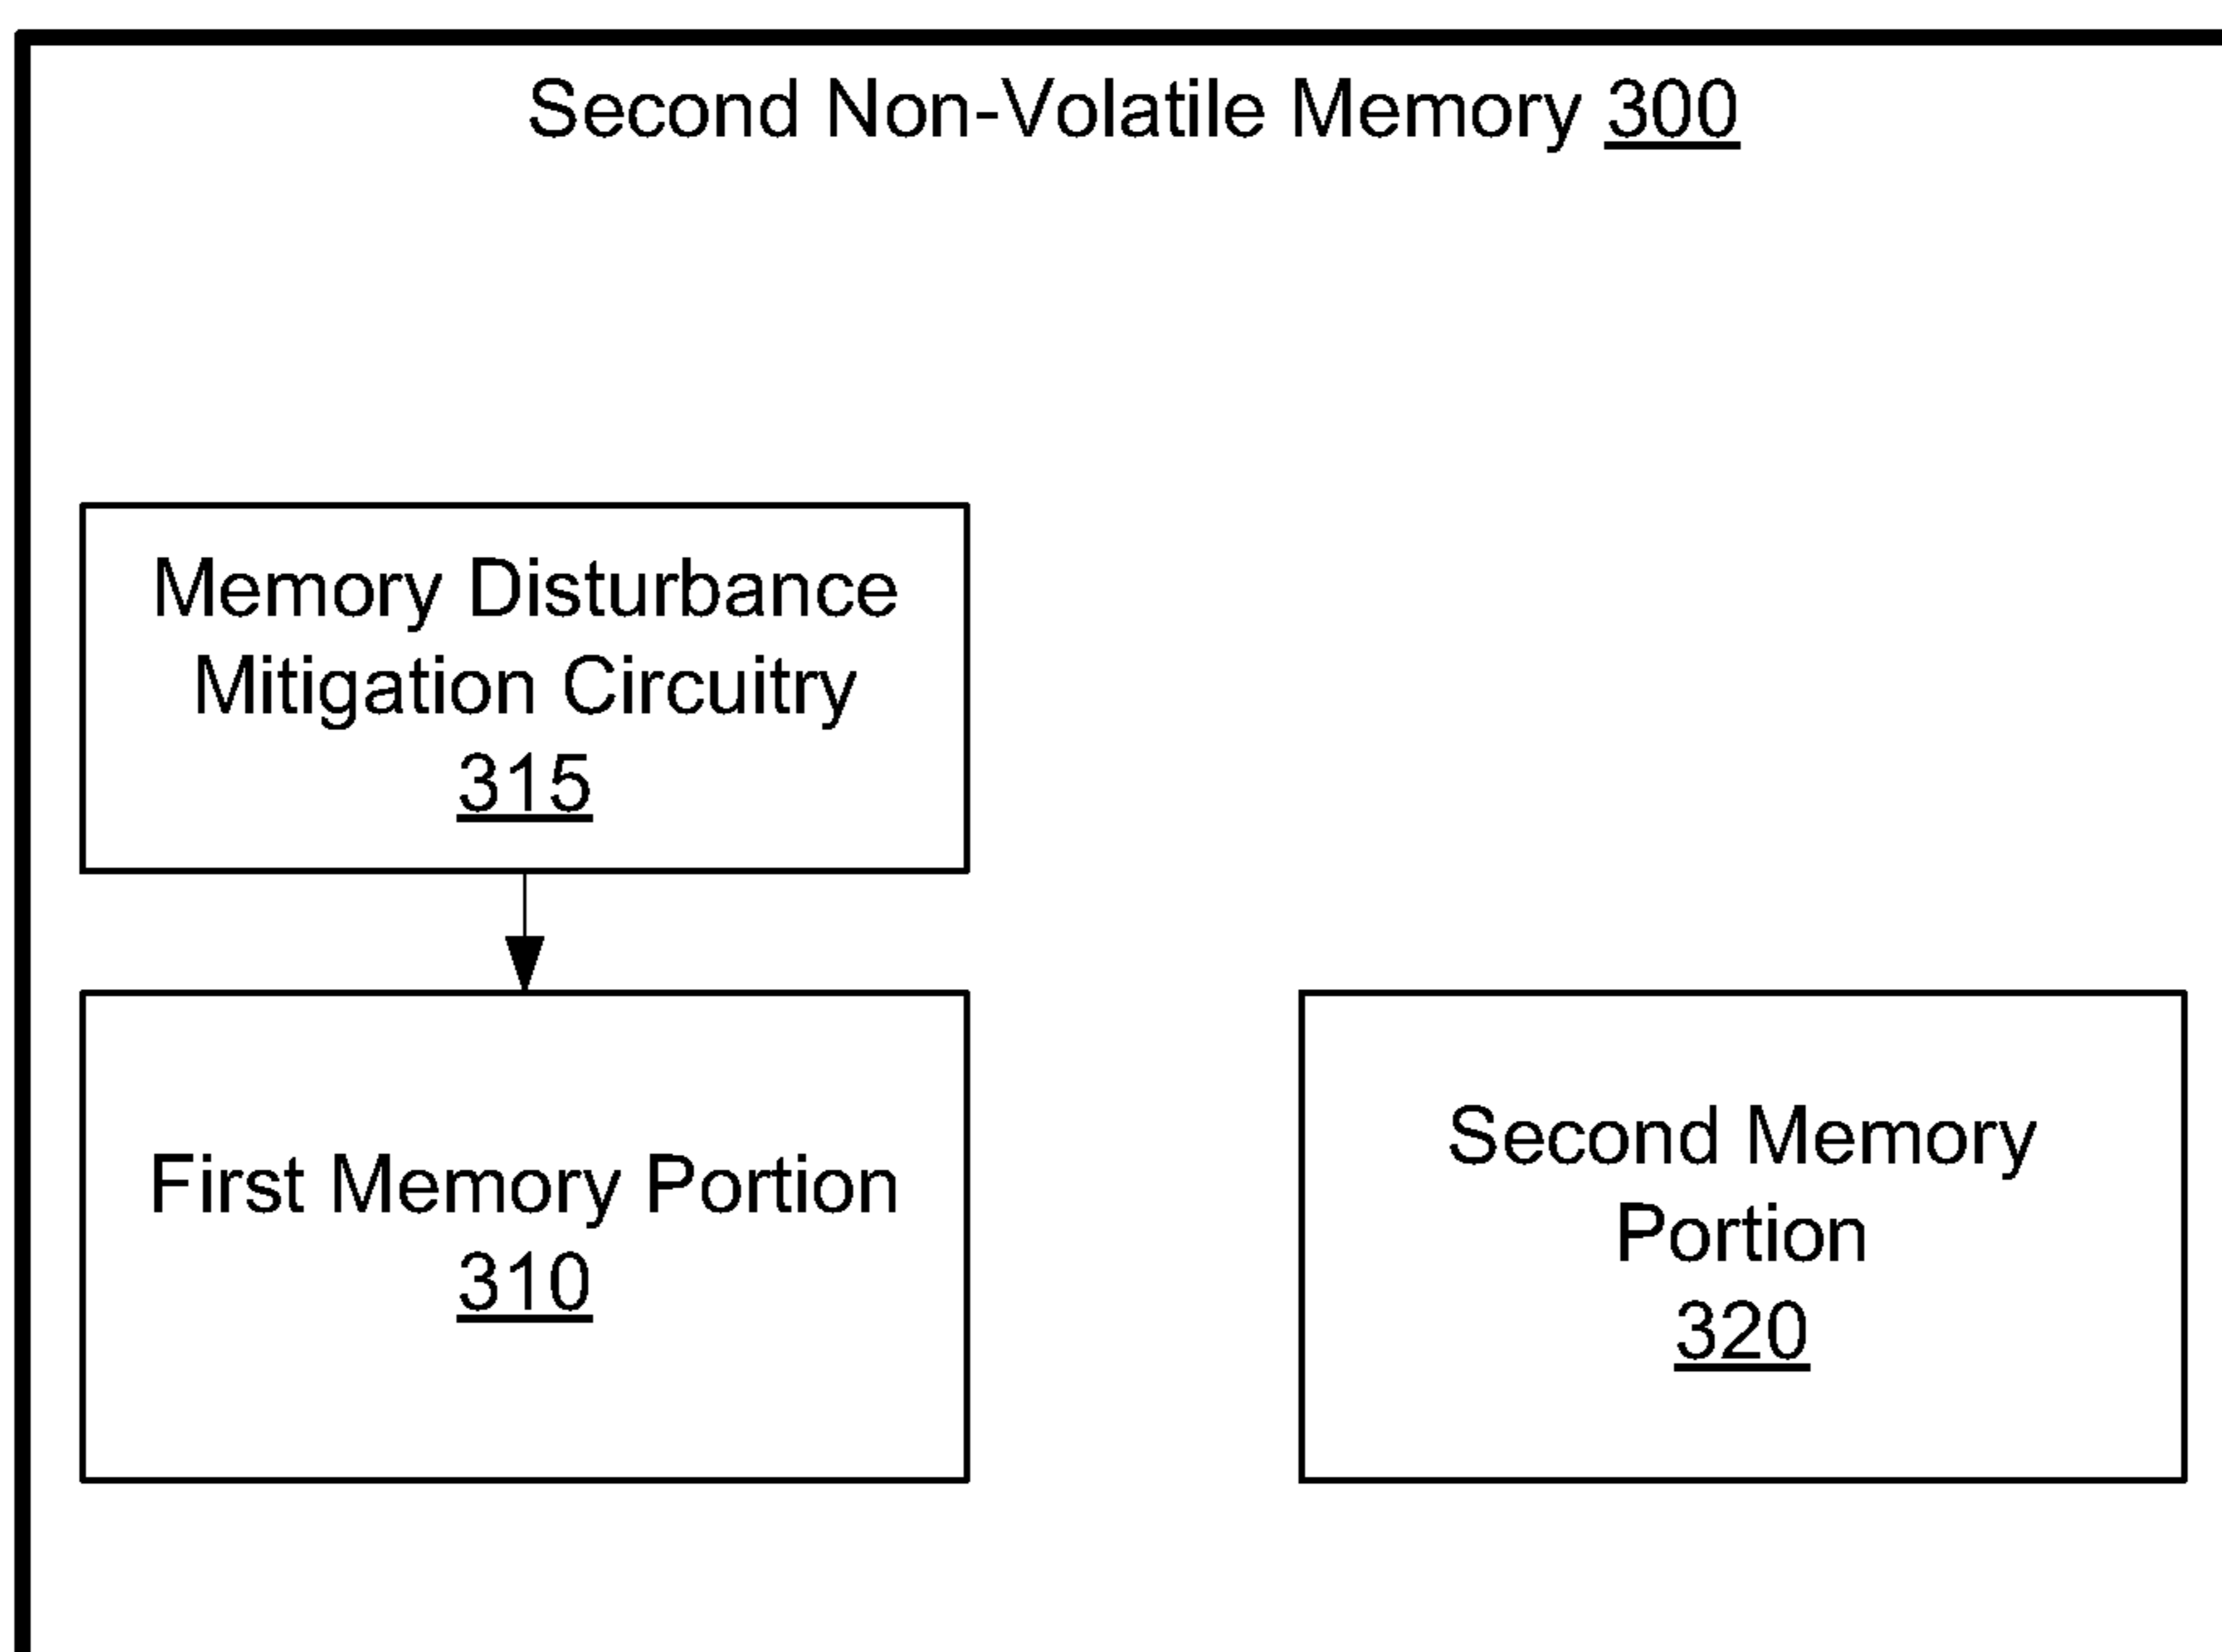 Second Non-Volatile Memory 300
Memory Disturbance
Mitigation Circuitry
315
First Memory Portion
310
Second Memory
Portion
320